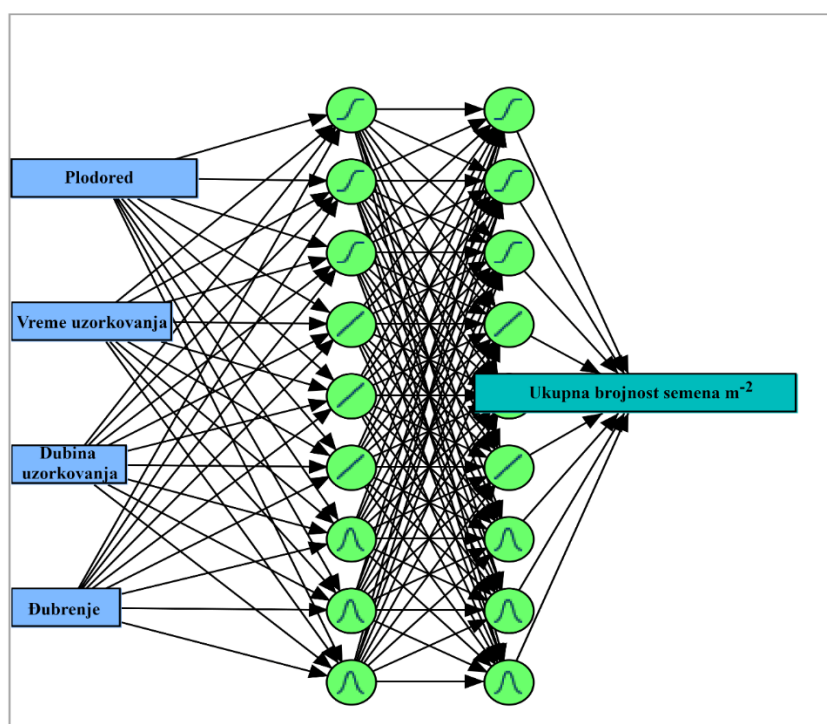 Plodored
Vreme uzorkovanja
Ukupna brojnost semena m⁻²
Dubina
uzorkovanja
Đubrenje